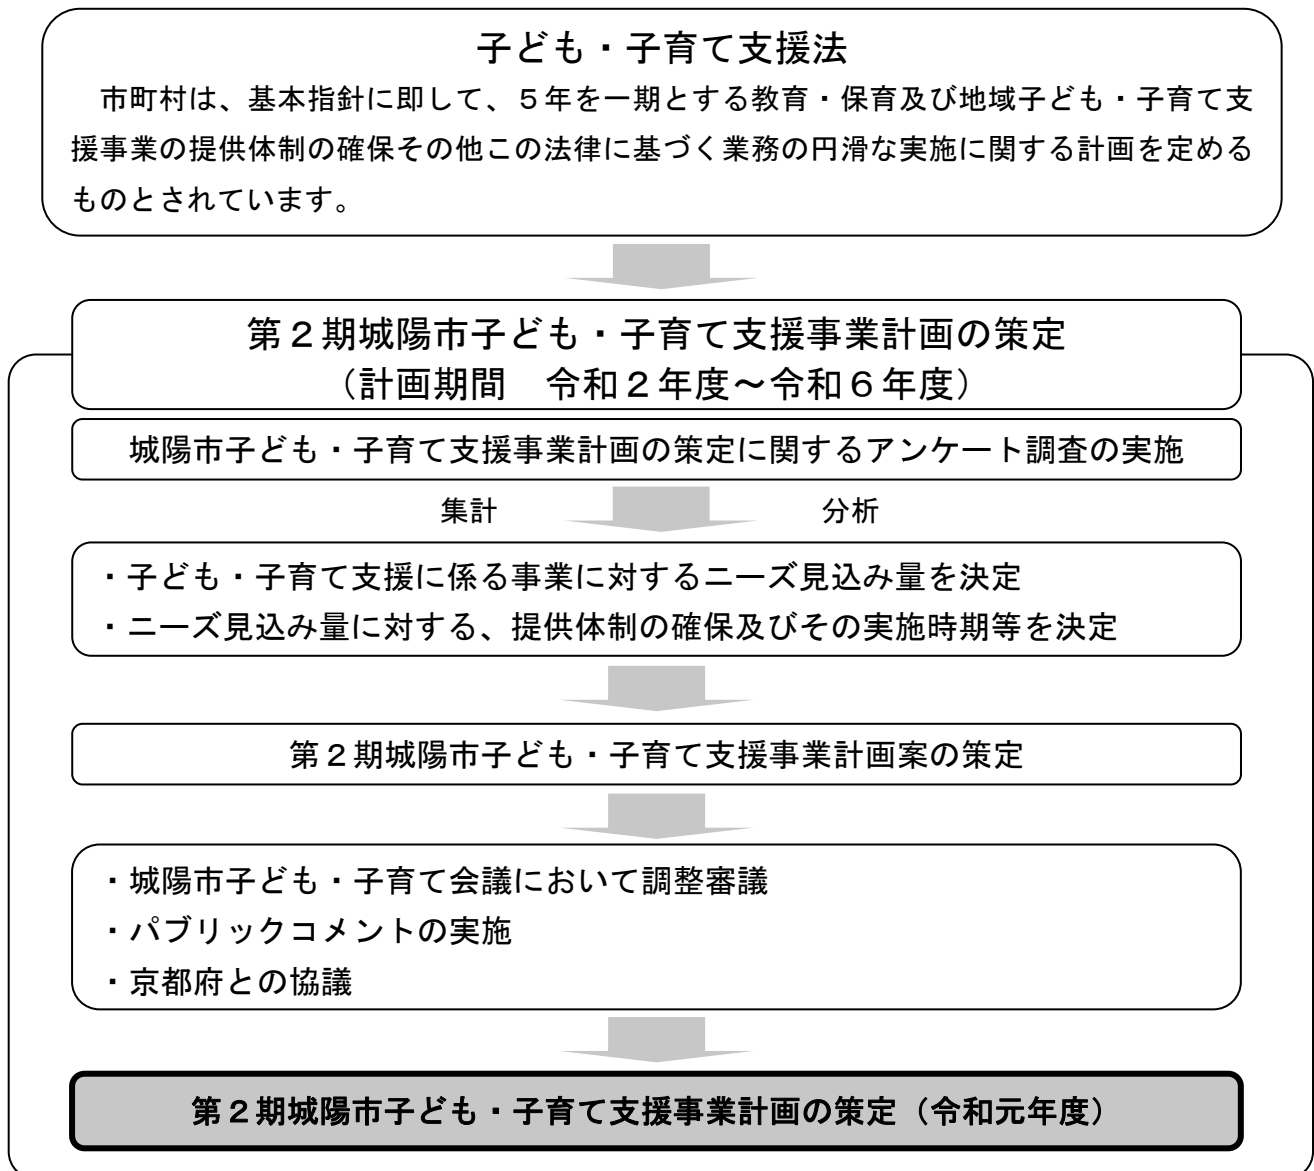 子ども・子育て支援法
市町村は、基本指針に即して、５年を一期とする教育・保育及び地域子ども・子育て支
援事業の提供体制の確保その他この法律に基づく業務の円滑な実施に関する計画を定める
ものとされています。
第２期城陽市子ども・子育て支援事業計画の策定
（計画期間　令和２年度～令和６年度）
城陽市子ども・子育て支援事業計画の策定に関するアンケート調査の実施
集計　分析
・子ども・子育て支援に係る事業に対するニーズ見込み量を決定
・ニーズ見込み量に対する、提供体制の確保及びその実施時期等を決定
第２期城陽市子ども・子育て支援事業計画案の策定
・城陽市子ども・子育て会議において調整審議
・パブリックコメントの実施
・京都府との協議
第２期城陽市子ども・子育て支援事業計画の策定（令和元年度）